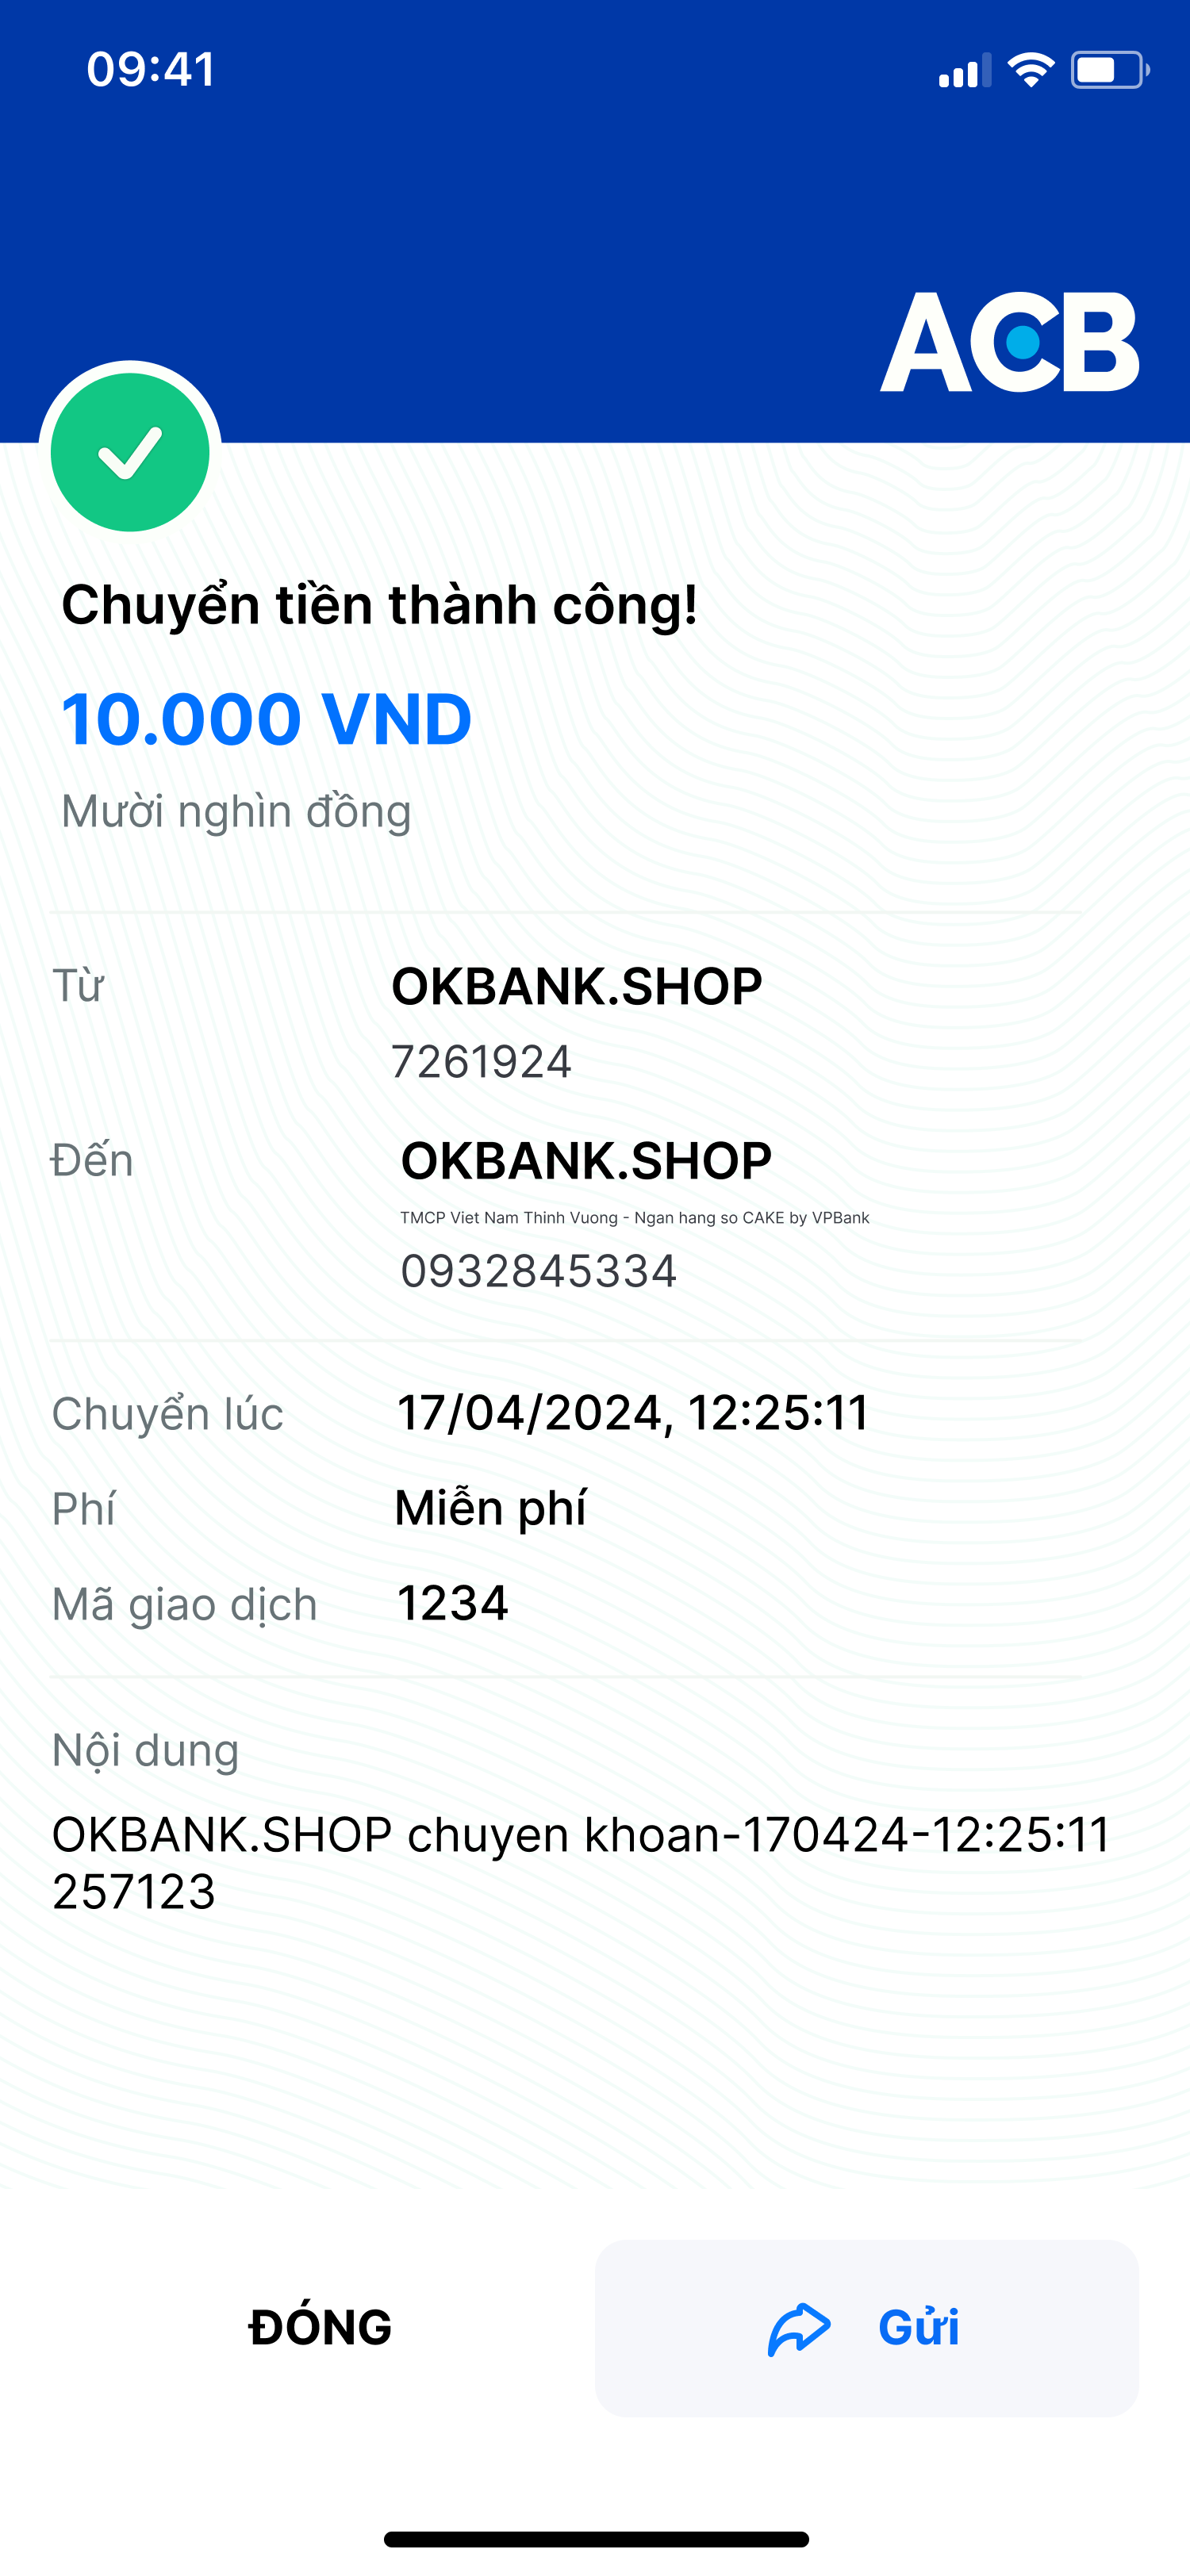 09:41
ACB
Chuyển tiền thành công!
10.000 VND
Mười nghìn đồng
Từ
OKBANK.SHOP
7261924
Đến
OKBANK.SHOP
TMCP Viet Nam Thinh Vuong - Ngan hang so CAKE by VPBank
0932845334
Chuyển lúc
17/04/2024, 12:25:11
Phí
Miễn phí
Mã giao dịch
1234
Nội dung
OKBANK.SHOP chuyen khoan-170424-12:25:11
257123
ĐÓNG
Gửi